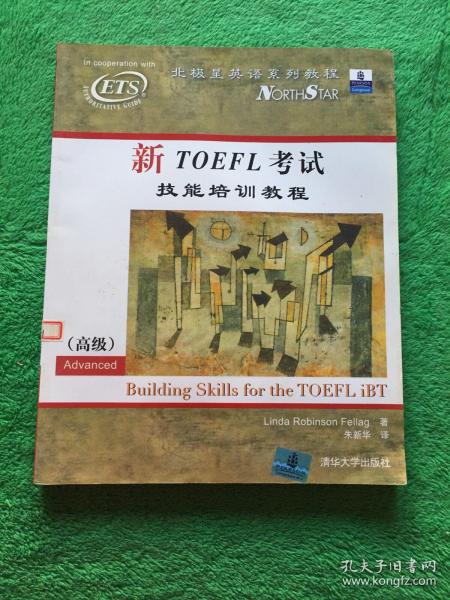 in cooperation with
ETS
AUTHORITATIVE GUIDE
北极星英语系列教程
NORTHSTAR
新 TOEFL 考试
技能培训教程
（高级）
Advanced
Building Skills for the TOEFL iBT
Linda Robinson Fellag 著
朱新华 译
清华大学出版社
孔夫子旧书网
www.kongfz.com